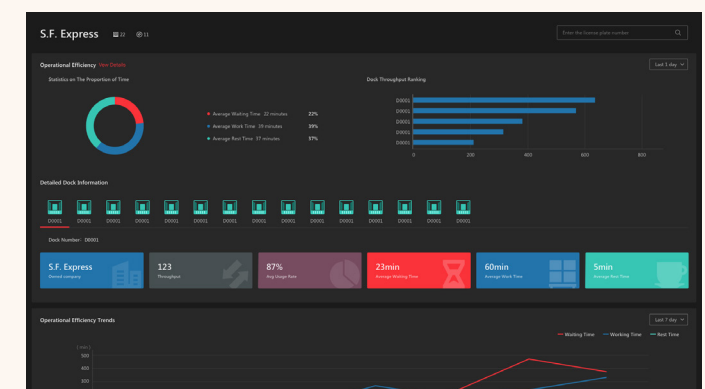 S.F. Express 22 11
Enter the license plate number
Operational Efficiency View Details
Last 1 day
Statistics on The Proportion of Time
Dock Throughput Ranking
Average Waiting Time 22 minutes 22%
Average Work Time 39 minutes 39%
Average Rest Time 37 minutes 37%
D0001
D0001
D0001
D0001
D0001
0 200 400 600 800
Detailed Dock Information
D0001 D0001 D0001 D0001 D0001 D0001 D0001 D0001 D0001 D0001 D0001 D0001 D0001 D0001 D0001
Dock Number: D0001
S.F. Express
Owned company
123
Throughput
87%
Avg Usage Rate
23min
Average Waiting Time
60min
Average Work Time
5min
Average Rest Time
Operational Efficiency Trends
Last 7 day
Waiting Time Working Time Rest Time
500
400
300